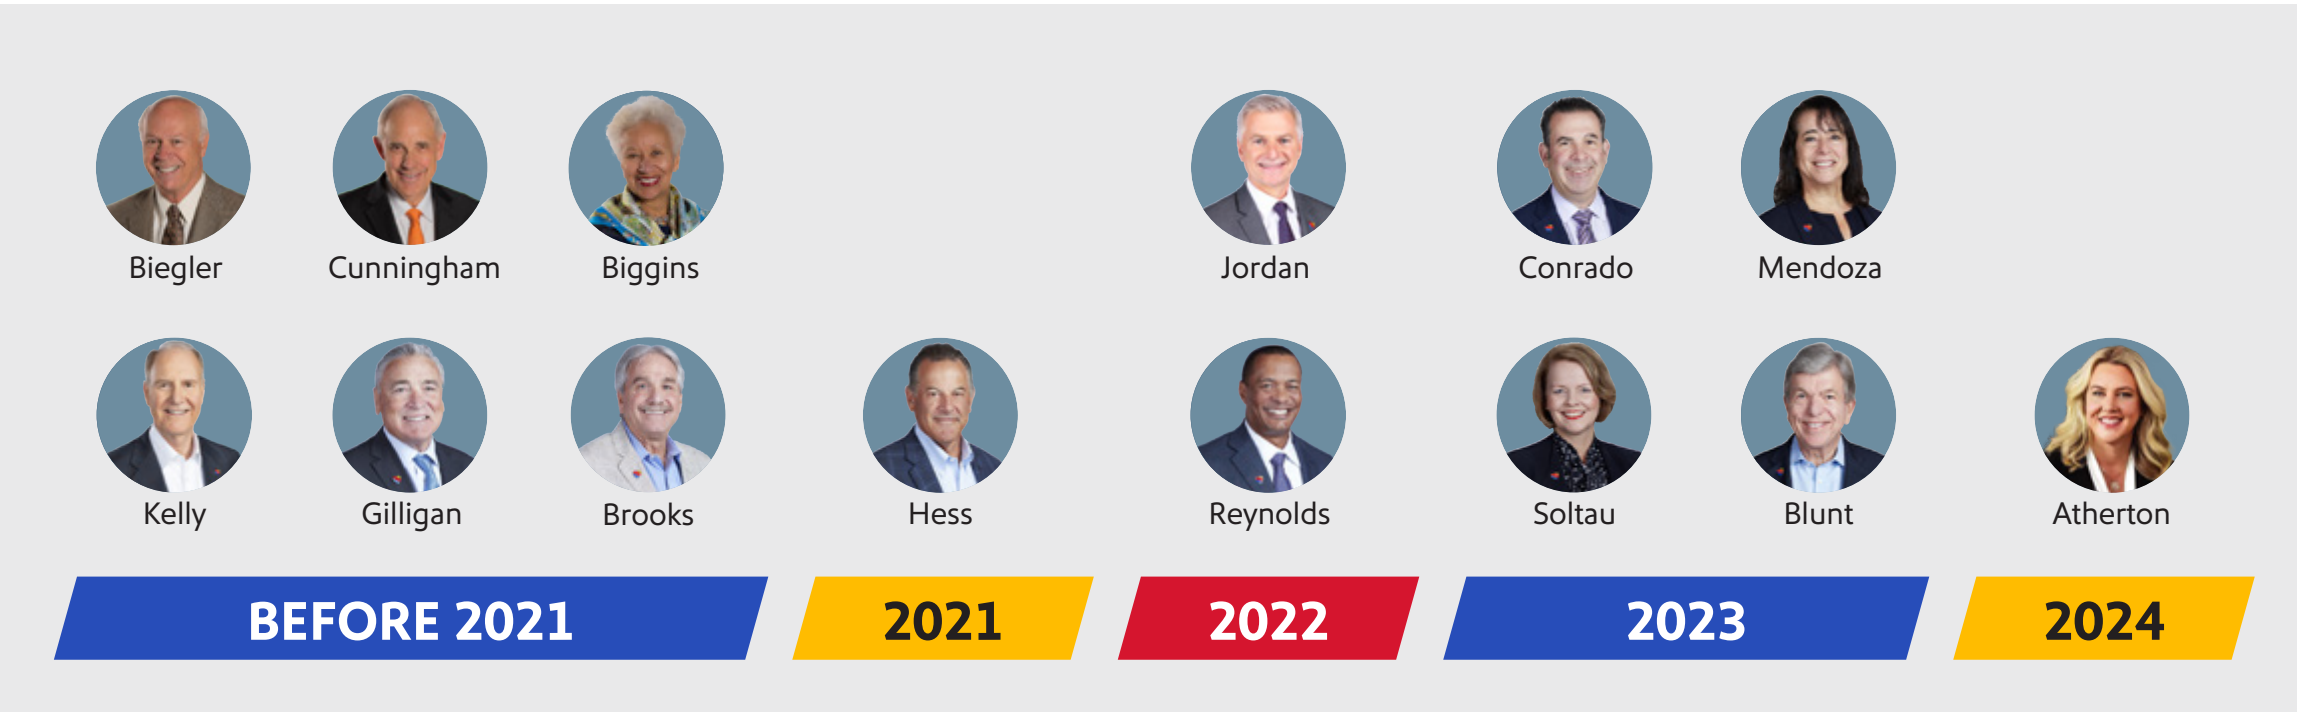 Biegler Cunningham Biggins Jordan Conrado Mendoza
Kelly Gilligan Brooks Hess Reynolds Soltau Blunt Atherton
BEFORE 2021 2021 2022 2023 2024